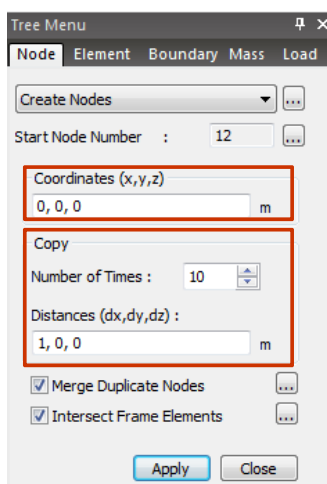 Tree Menu
Node Element Boundary Mass Load
Create Nodes ...
Start Node Number : 12 ...
Coordinates (x,y,z)
0, 0, 0 m
Copy
Number of Times : 10
Distances (dx,dy,dz) :
1, 0, 0 m
Merge Duplicate Nodes ...
Intersect Frame Elements ...
Apply Close